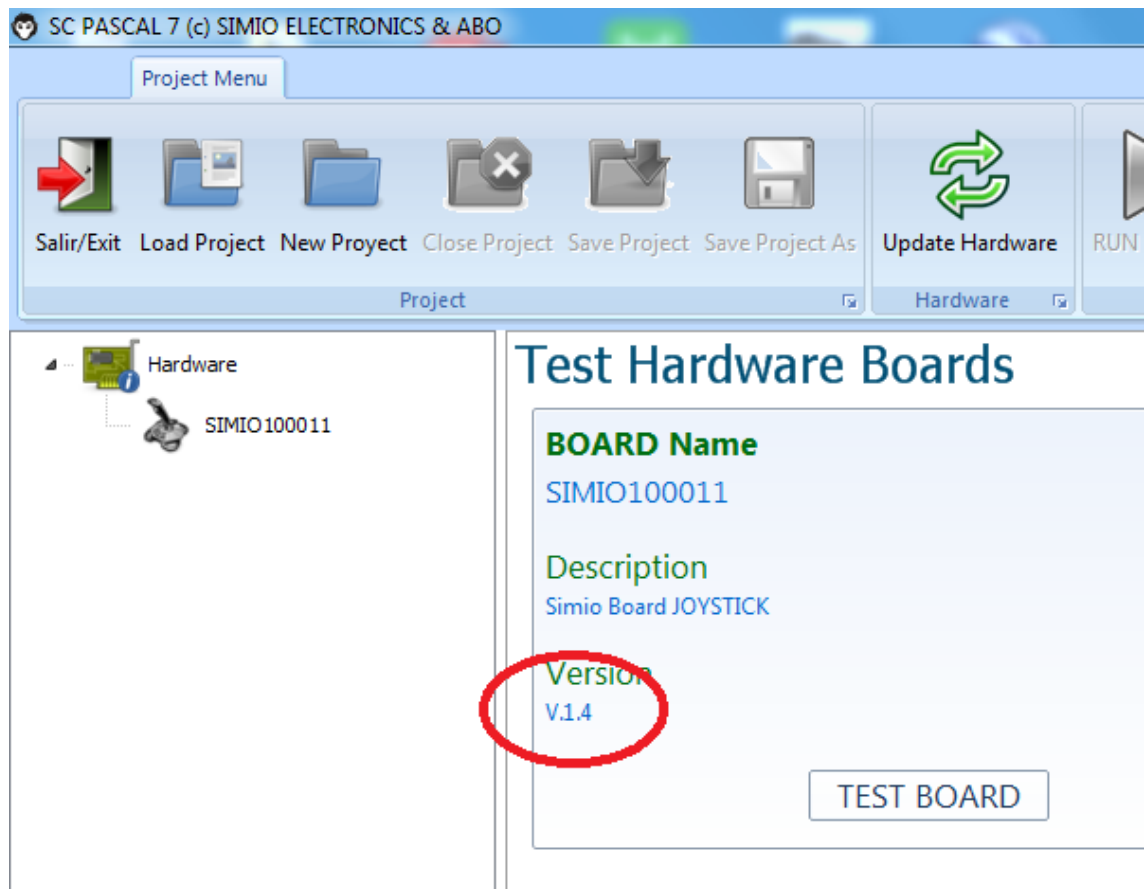 SC PASCAL 7 (c) SIMIO ELECTRONICS & ABO
Project Menu
Salir/Exit Load Project New Proyect Close Project Save Project Save Project As Update Hardware RUN
Project Hardware
Hardware
SIMIO100011
Test Hardware Boards
BOARD Name
SIMIO100011
Description
Simio Board JOYSTICK
Version
V.1.4
TEST BOARD